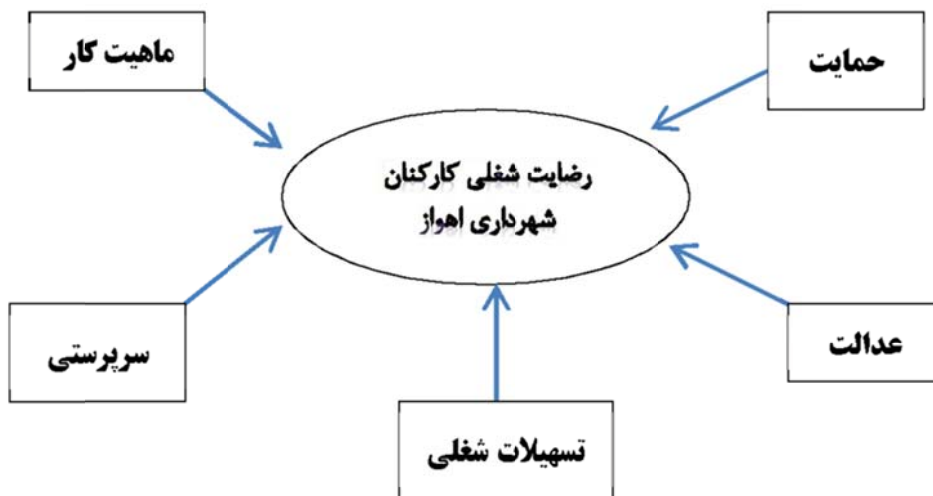 ماهیت کار
حمایت
رضایت شغلی کارکنان
شهرداری اهواز
سرپرستی
عدالت
تسهیلات شغلی